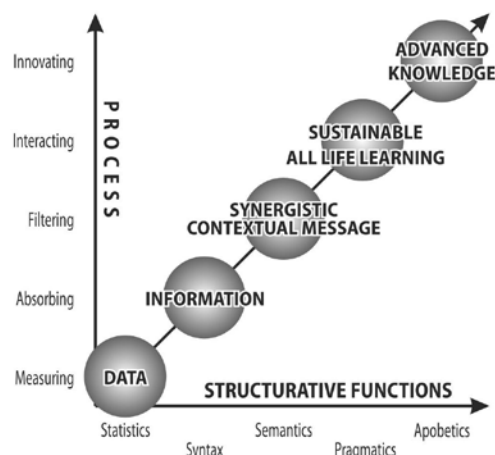 Innovating
Interacting
Filtering
Absorbing
Measuring
PROCESS
ADVANCED
KNOWLEDGE
SUSTAINABLE
ALL LIFE LEARNING
SYNERGISTIC
CONTEXTUAL MESSAGE
INFORMATION
DATA
STRUCTURATIVE FUNCTIONS
Statistics
Syntax
Semantics
Pragmatics
Apobetics